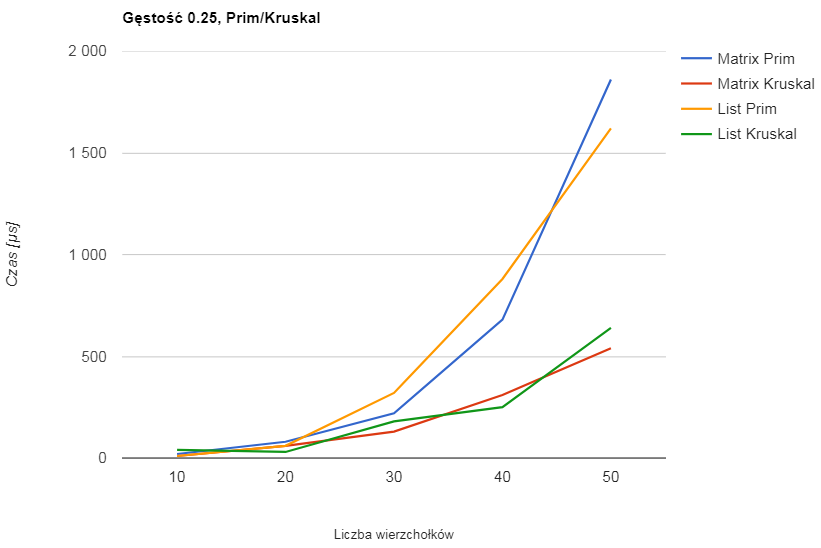 Gęstość 0.25, Prim/Kruskal
2 000
1 500
1 000
500
0
Czas [μs]
10 20 30 40 50
Liczba wierzchołków
Matrix Prim
Matrix Kruskal
List Prim
List Kruskal